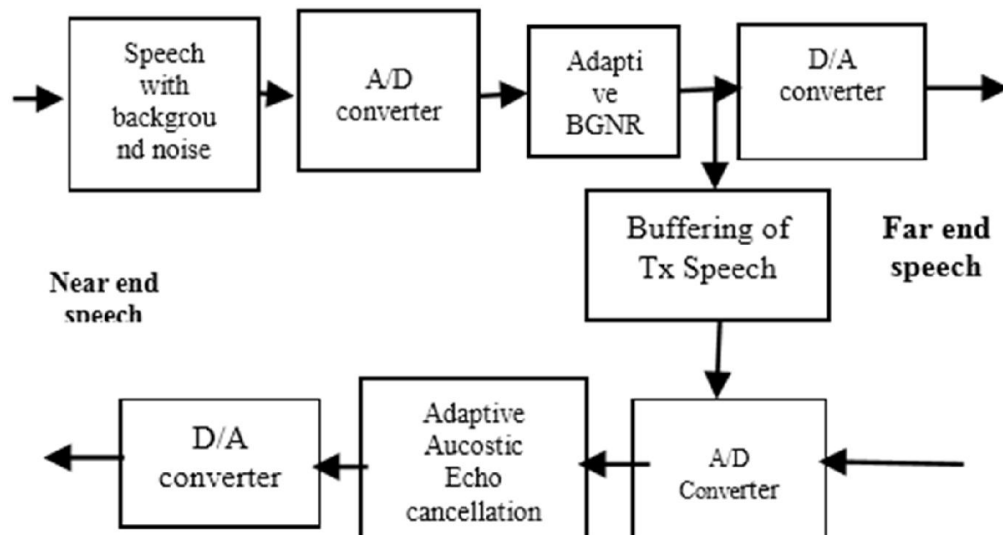 Speech
with
backgrou
nd noise
A/D
converter
Adapti
ve
BGNR
D/A
converter
Buffering of
Tx Speech
Far end
speech
Near end
speech
D/A
converter
Adaptive
Aucostic
Echo
cancellation
A/D
Converter